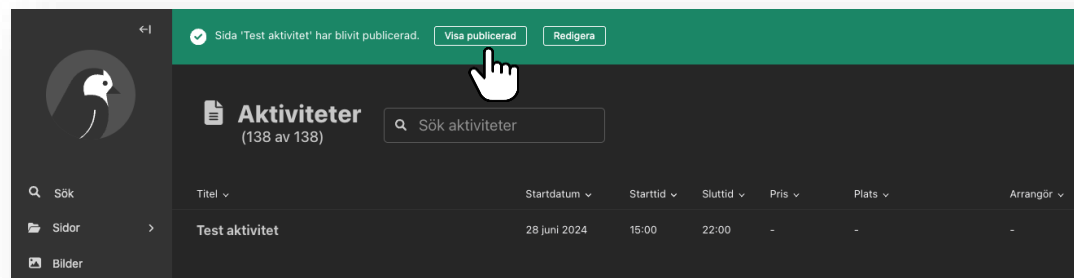 Sida 'Test aktivitet' har blivit publicerad. Visa publicerad Redigera
Aktiviteter
(138 av 138)
Sök aktiviteter
Sök
Sidor
Bilder
Titel Startdatum Starttid Sluttid Pris Plats Arrangör
Test aktivitet 28 juni 2024 15:00 22:00 - - -